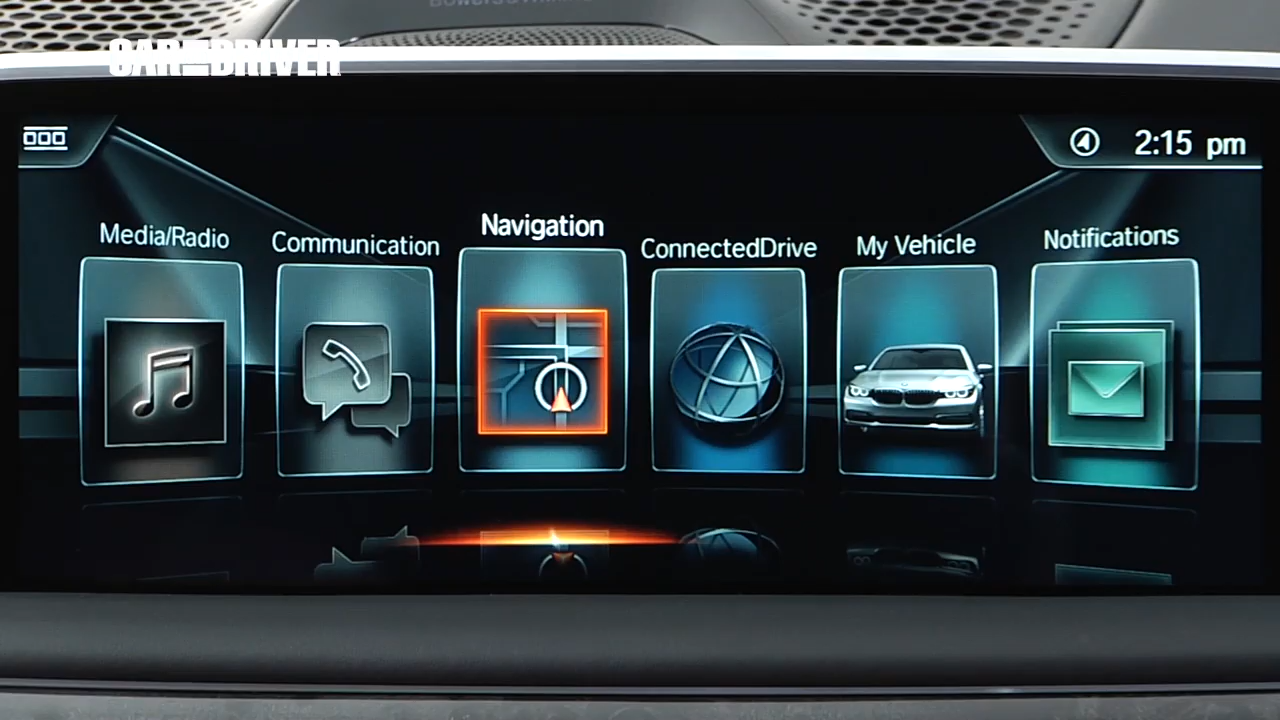 CAR AND DRIVER
2:15 pm
Media/Radio
Communication
Navigation
ConnectedDrive
My Vehicle
Notifications